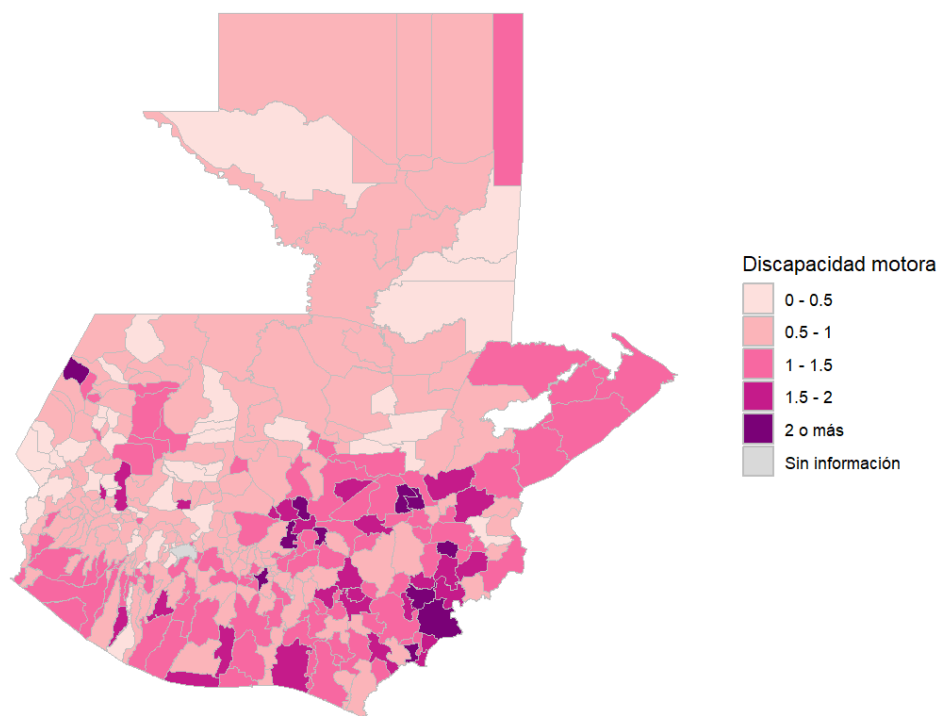 Discapacidad motora
0 - 0.5
0.5 - 1
1 - 1.5
1.5 - 2
2 o más
Sin información